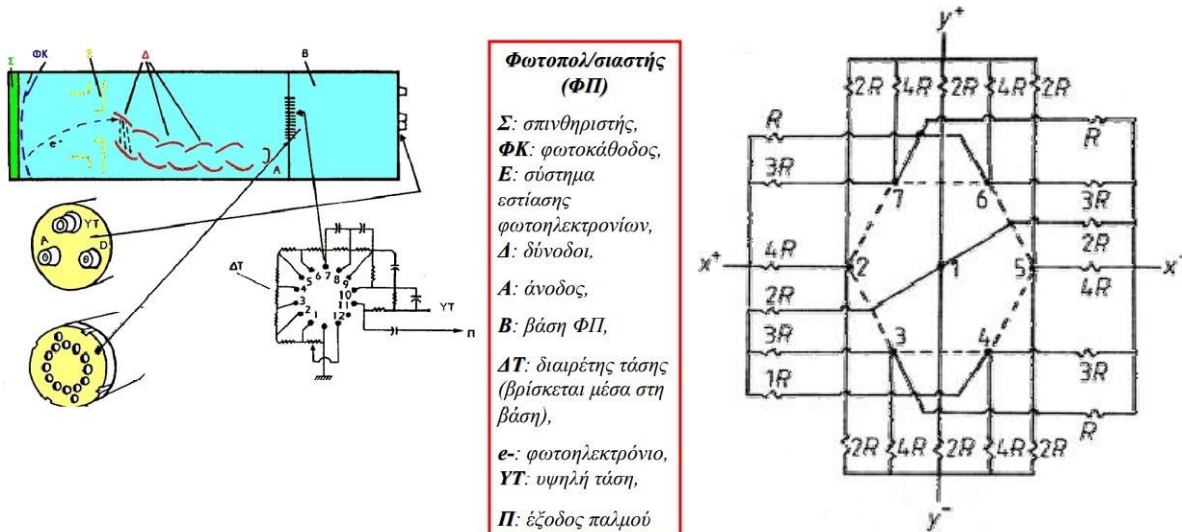 Σ ΦΚ Ε Δ Β
e-
Α
ΥΤ
Α D
ΔΤ
6 7 8
5 9
4 10
3 11
2 12
1
ΥΤ
Π
Φωτοπολ/σιαστής
(ΦΠ)
Σ: σπινθηριστής,
ΦΚ: φωτοκάθοδος,
Ε: σύστημα
εστίασης
φωτοηλεκτρονίων,
Δ: δύνοδοι,
Α: άνοδος,
Β: βάση ΦΠ,
ΔΤ: διαιρέτης τάσης
(βρίσκεται μέσα στη
βάση),
e-: φωτοηλεκτρόνιο,
ΥΤ: υψηλή τάση,
Π: έξοδος παλμού
y+
2R 4R 2R 4R 2R
R R
3R 7 6 3R
2R
x+ 4R 2 1 5 4R
2R
3R 3 4 3R
1R R
2R 4R 2R 4R 2R
y-